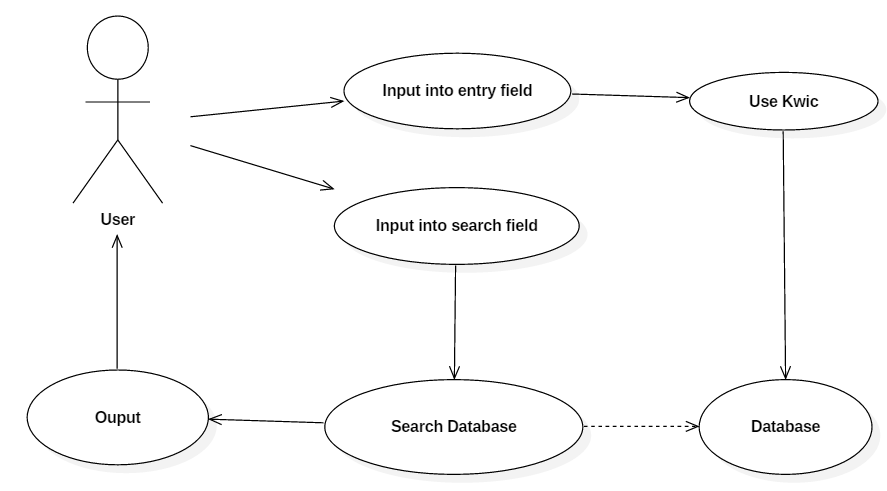 Input into entry field
Use Kwic
User
Input into search field
Ouput
Search Database
Database